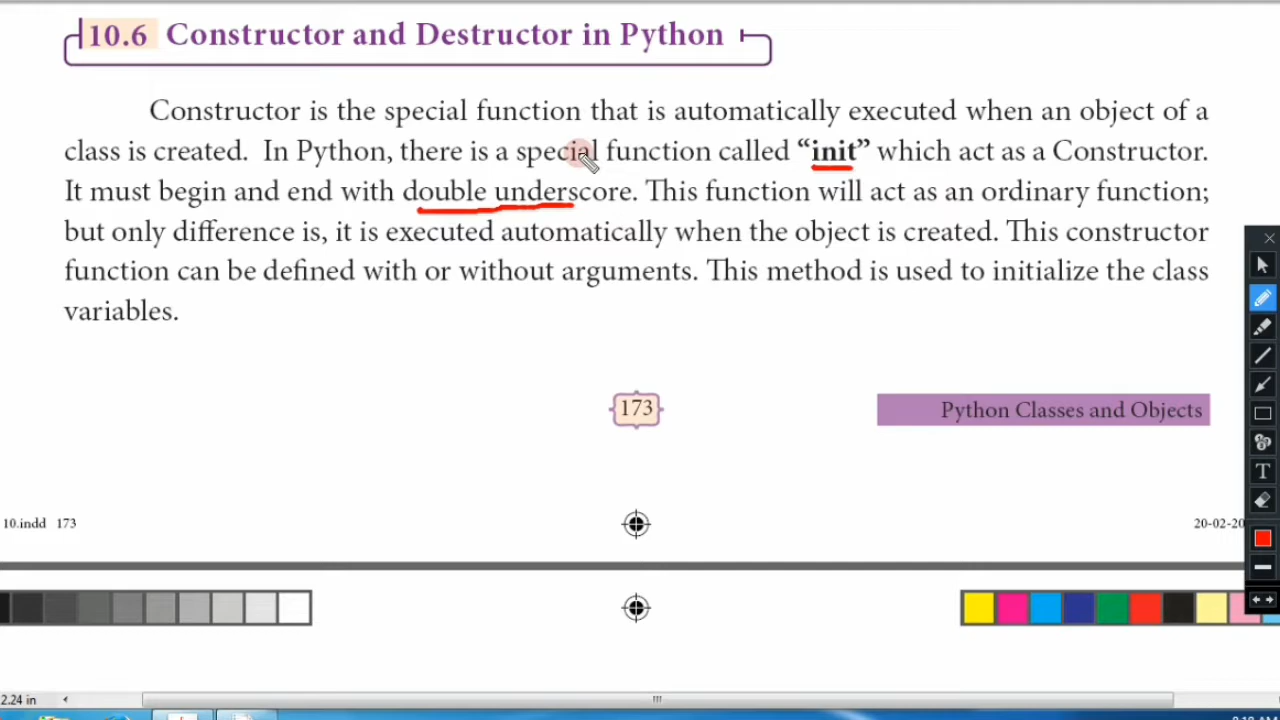 10.6 Constructor and Destructor in Python
Constructor is the special function that is automatically executed when an object of a
class is created. In Python, there is a special function called “init” which act as a Constructor.
It must begin and end with double underscore. This function will act as an ordinary function;
but only difference is, it is executed automatically when the object is created. This constructor
function can be defined with or without arguments. This method is used to initialize the class
variables.
173
Python Classes and Objects
10.indd 173
20-02-20
T
2.24 in